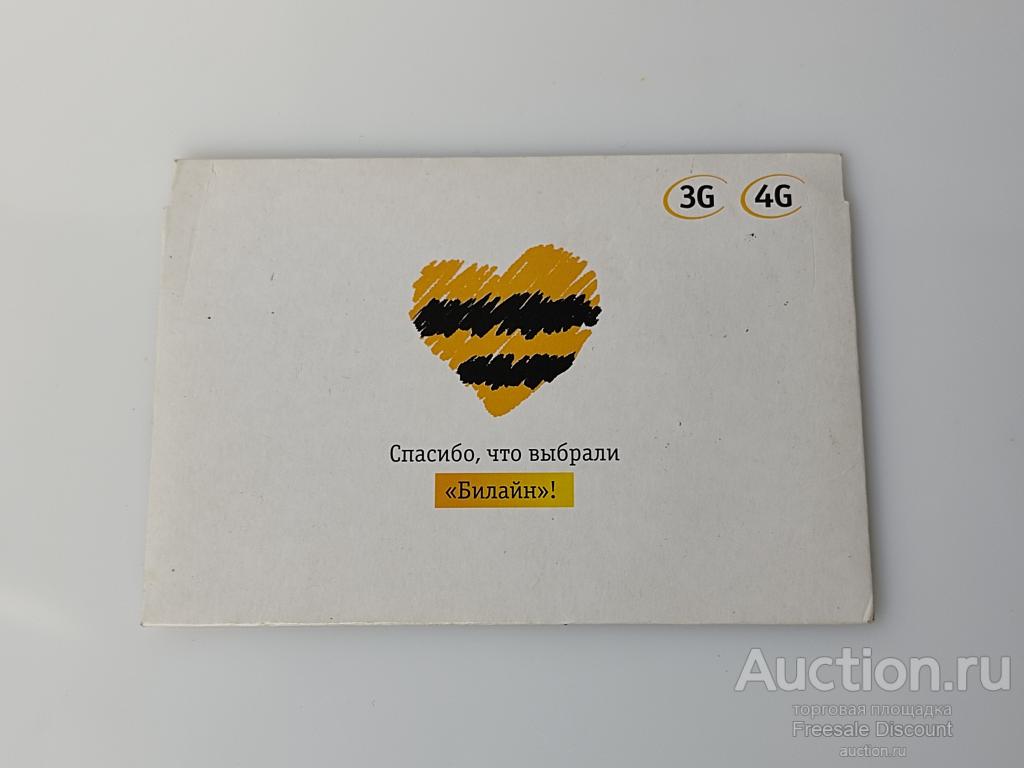 3G 4G
Спасибо, что выбрали
«Билайн»!
Auction.ru
торговая площадка
Freesale Discount
auction.ru